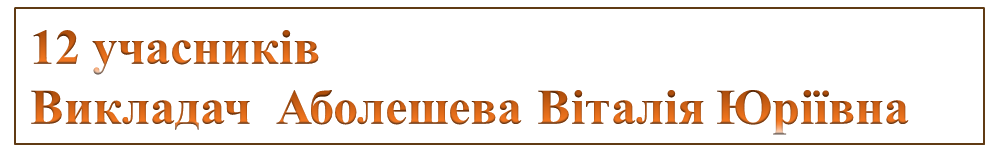 12 учасників
Викладач Аболешева Віталія Юріївна